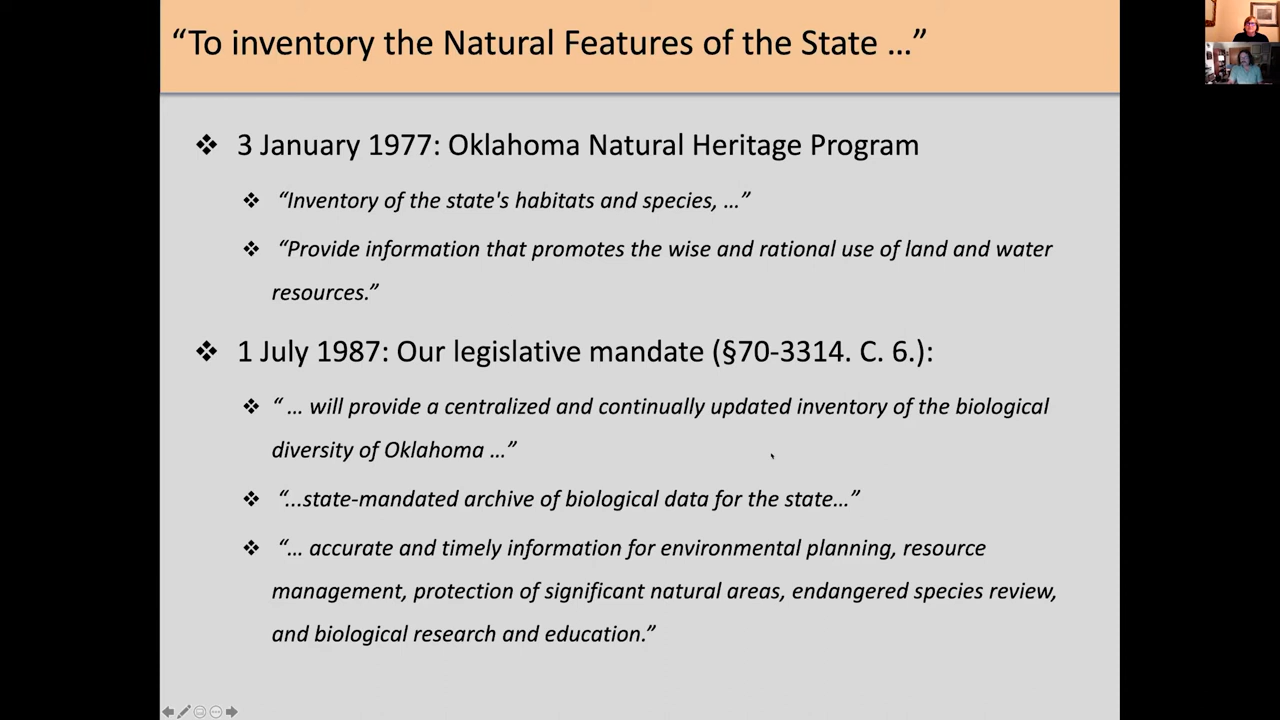 “To inventory the Natural Features of the State …”
❖ 3 January 1977: Oklahoma Natural Heritage Program
❖ “Inventory of the state's habitats and species, …”
❖ “Provide information that promotes the wise and rational use of land and water
resources.”
❖ 1 July 1987: Our legislative mandate (§70-3314. C. 6.):
❖ “ … will provide a centralized and continually updated inventory of the biological
diversity of Oklahoma …”
❖ “...state-mandated archive of biological data for the state…”
❖ “… accurate and timely information for environmental planning, resource
management, protection of significant natural areas, endangered species review,
and biological research and education.”